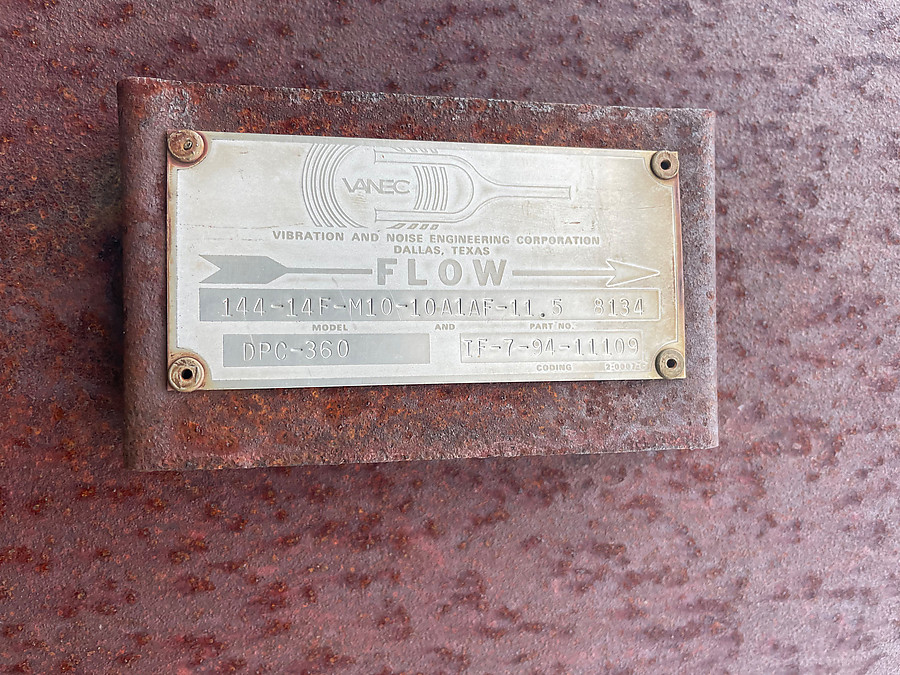 VANEC
VIBRATION AND NOISE ENGINEERING CORPORATION
DALLAS, TEXAS
FLOW
144-14F-M10-10A1AF-11.5 8134
MODEL AND PART NO.
DPC-360 TF-7-94-11109
CODING